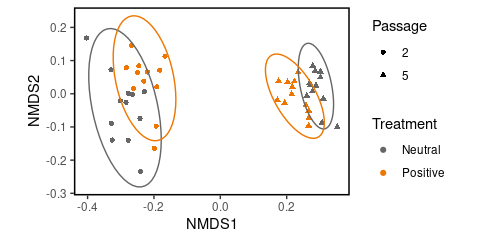 0.2
0.1
0.0
-0.1
-0.2
-0.3
NMDS2
-0.4 -0.2 0.0 0.2
NMDS1
Passage
2
5
Treatment
Neutral
Positive